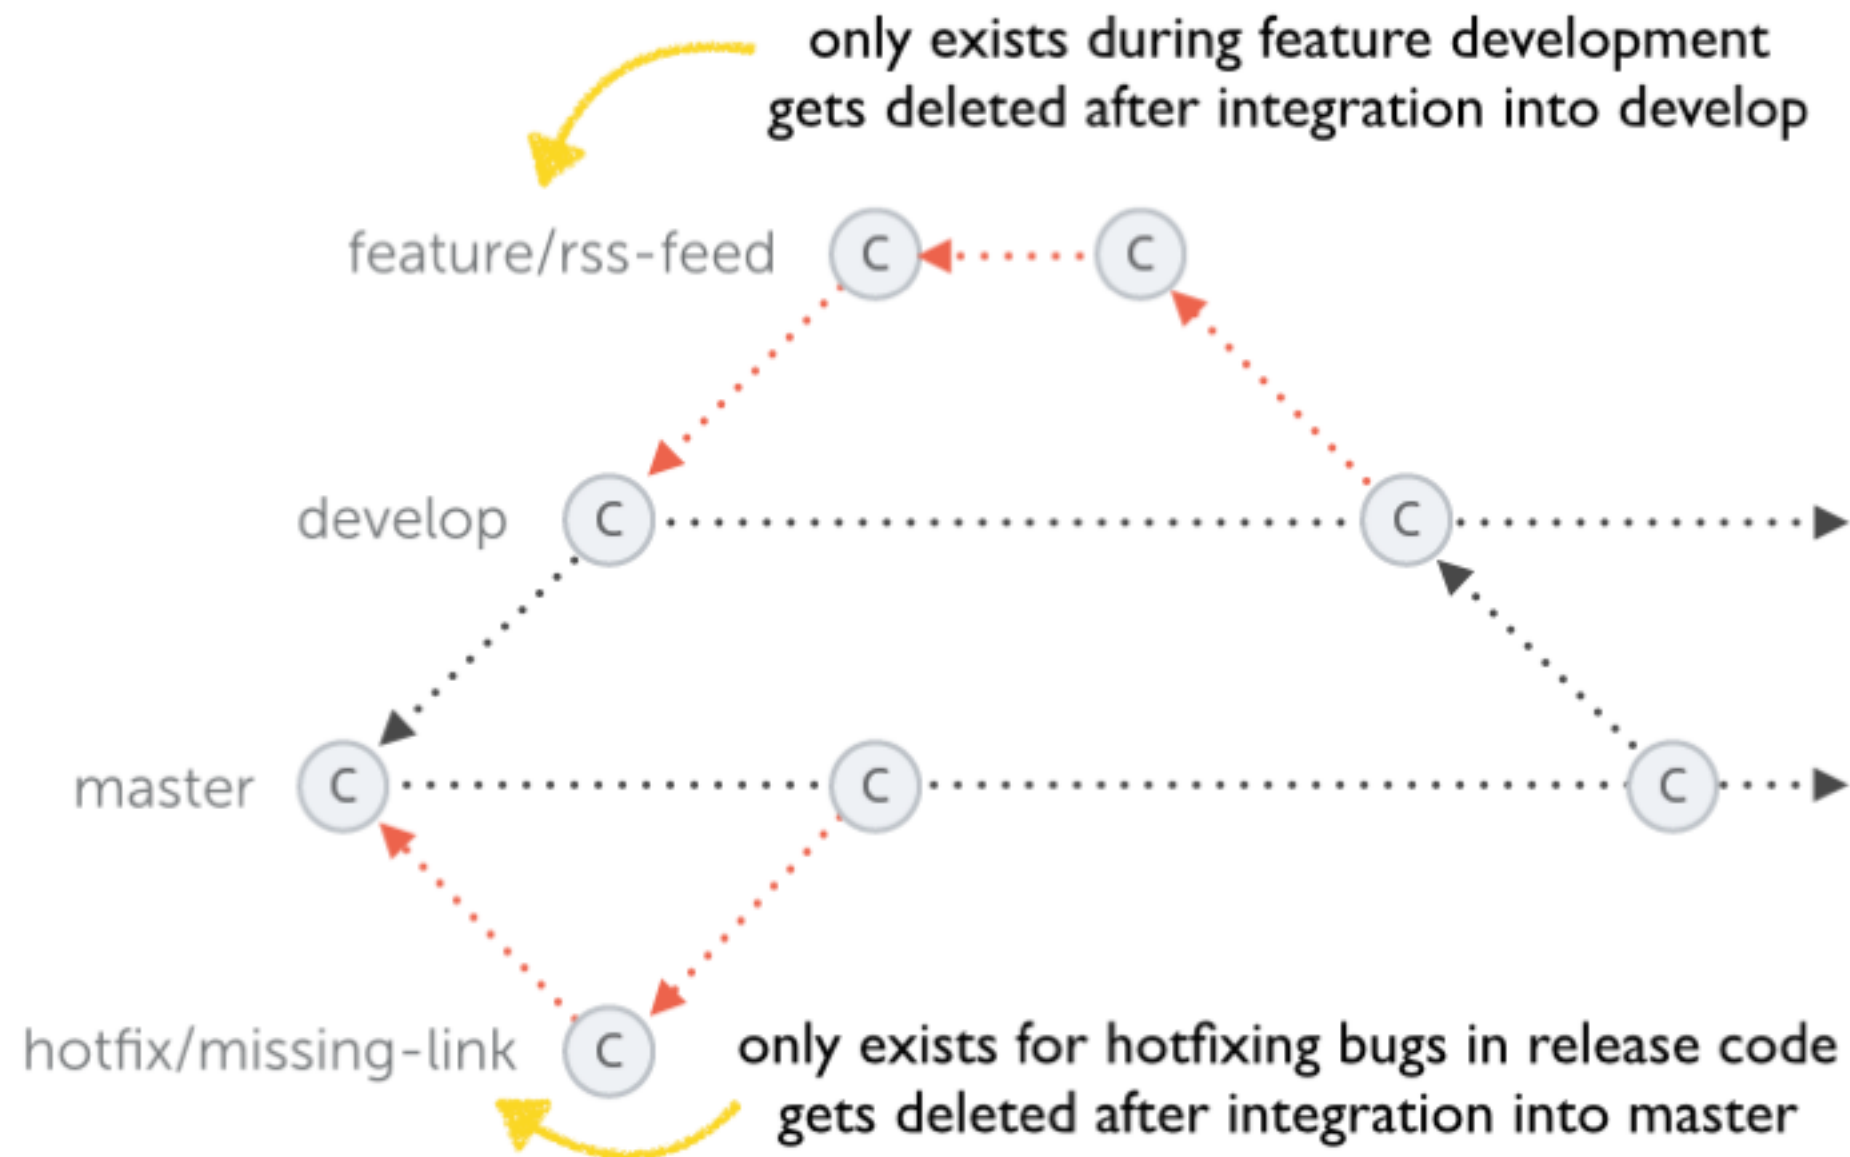 only exists during feature development
gets deleted after integration into develop
feature/rss-feed C C
develop C C
master C C C
hotfix/missing-link C
only exists for hotfixing bugs in release code
gets deleted after integration into master